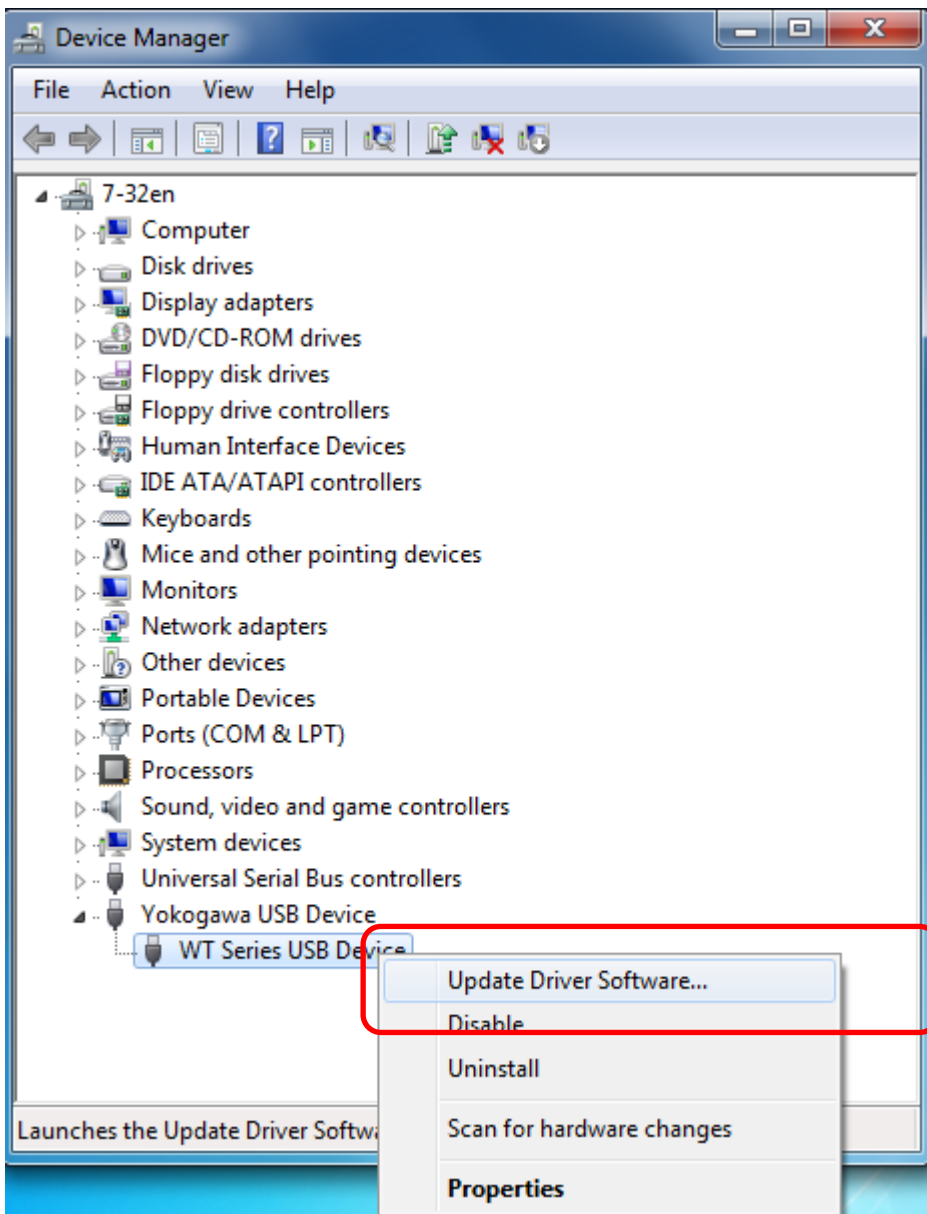 Device Manager
File Action View Help
7-32en
Computer
Disk drives
Display adapters
DVD/CD-ROM drives
Floppy disk drives
Floppy drive controllers
Human Interface Devices
IDE ATA/ATAPI controllers
Keyboards
Mice and other pointing devices
Monitors
Network adapters
Other devices
Portable Devices
Ports (COM & LPT)
Processors
Sound, video and game controllers
System devices
Universal Serial Bus controllers
Yokogawa USB Device
WT Series USB Device
Update Driver Software...
Disable
Uninstall
Scan for hardware changes
Properties
Launches the Update Driver Softwa